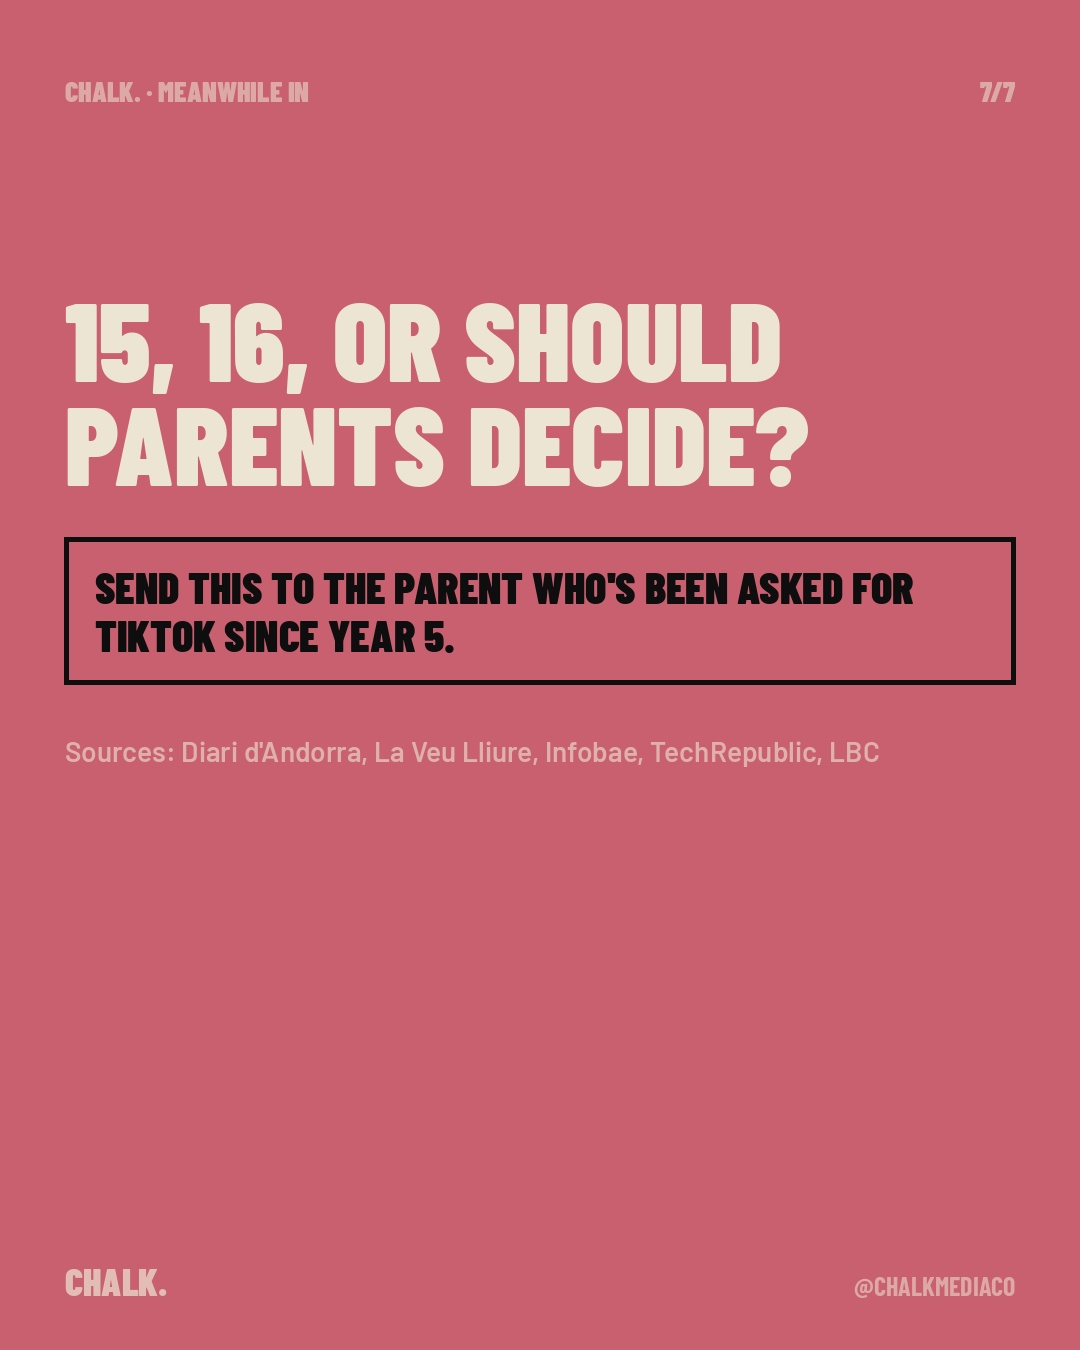 CHALK. · MEANWHILE IN
7/7
15, 16, OR SHOULD
PARENTS DECIDE?
SEND THIS TO THE PARENT WHO'S BEEN ASKED FOR
TIKTOK SINCE YEAR 5.
Sources: Diari d'Andorra, La Veu Lliure, Infobae, TechRepublic, LBC
CHALK.
@CHALKMEDIACO